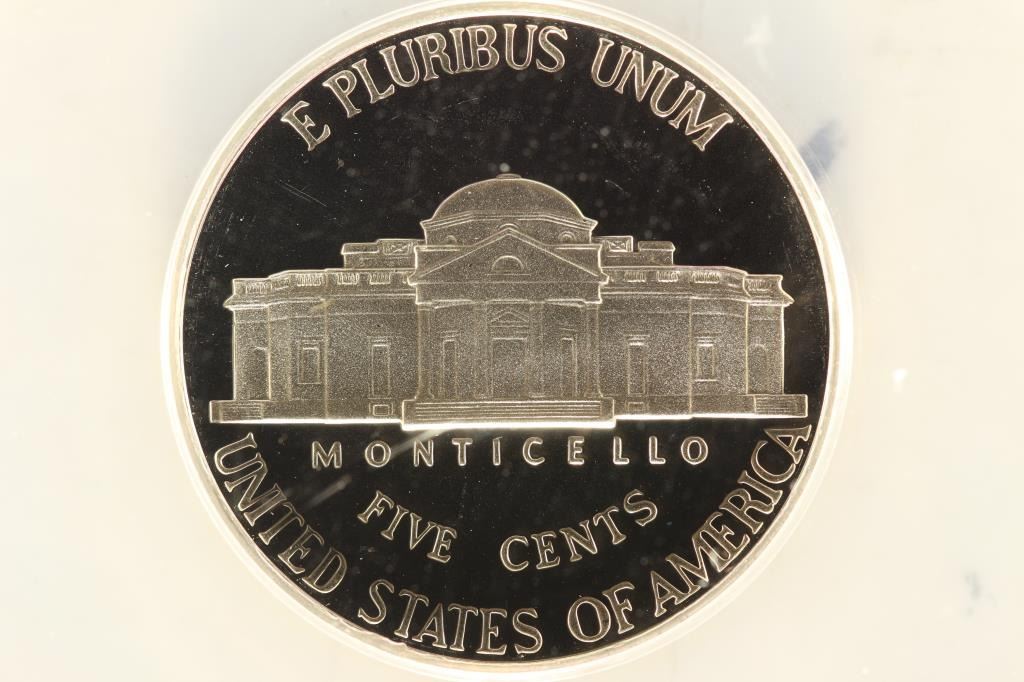 E PLURIBUS UNUM
MONTICELLO
FIVE CENTS
UNITED STATES OF AMERICA